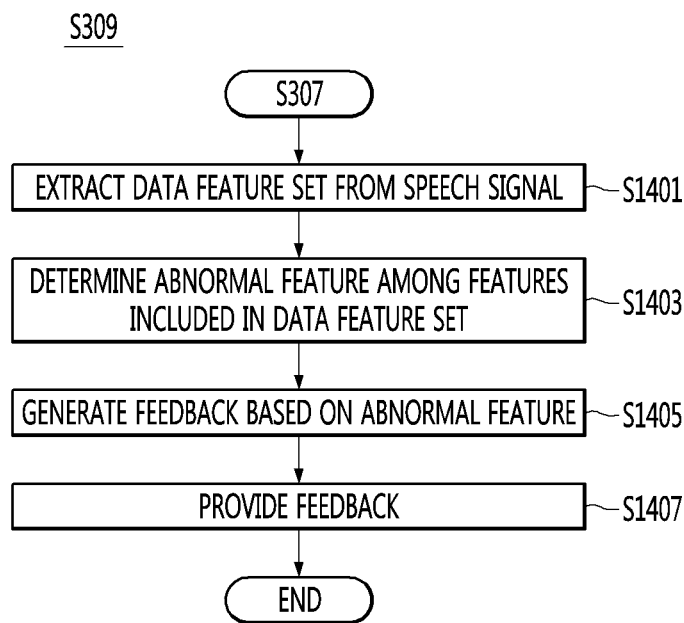 S309
S307
EXTRACT DATA FEATURE SET FROM SPEECH SIGNAL
S1401
DETERMINE ABNORMAL FEATURE AMONG FEATURES
INCLUDED IN DATA FEATURE SET
S1403
GENERATE FEEDBACK BASED ON ABNORMAL FEATURE
S1405
PROVIDE FEEDBACK
S1407
END